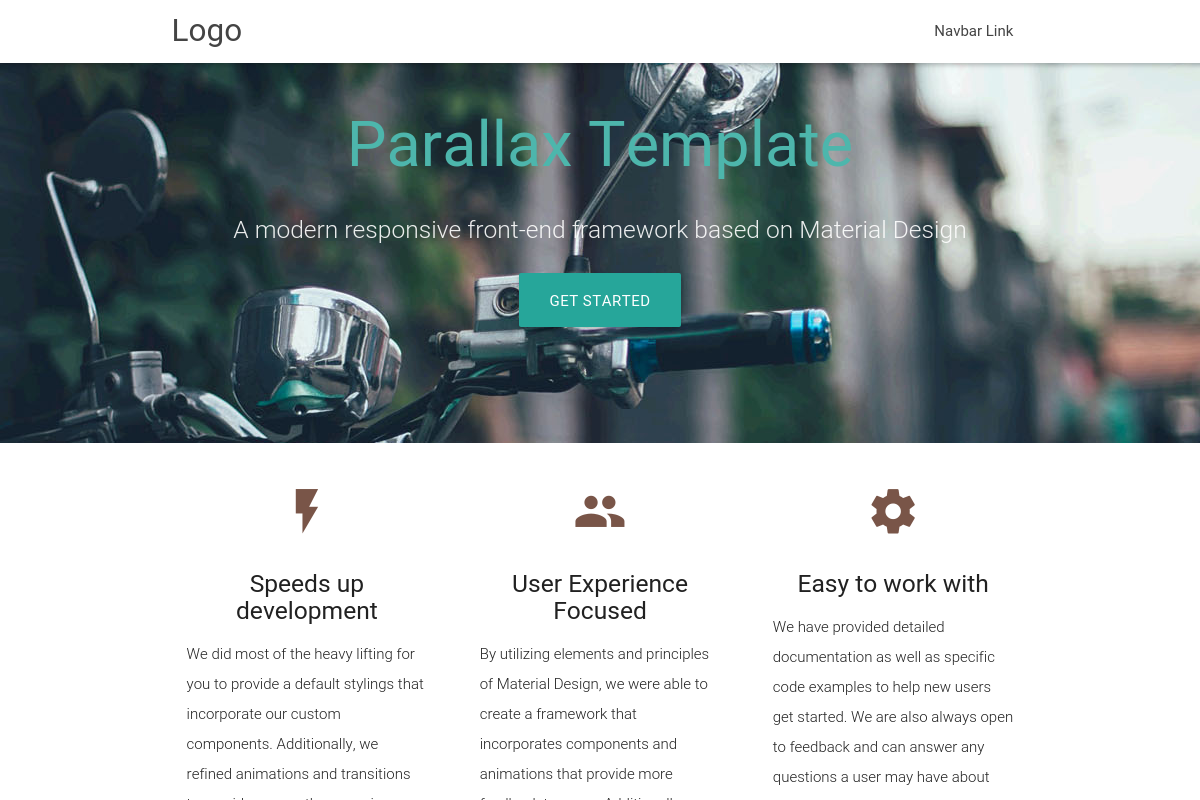 Logo
Navbar Link
Parallax Template
A modern responsive front-end framework based on Material Design
GET STARTED
Speeds up
development
We did most of the heavy lifting for
you to provide a default stylings that
incorporate our custom
components. Additionally, we
refined animations and transitions
User Experience
Focused
By utilizing elements and principles
of Material Design, we were able to
create a framework that
incorporates components and
animations that provide more
Easy to work with
We have provided detailed
documentation as well as specific
code examples to help new users
get started. We are also always open
to feedback and can answer any
questions a user may have about